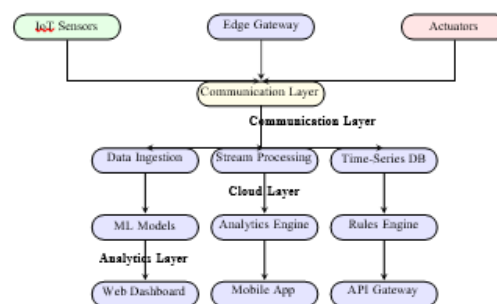 IoT Sensors
Edge Gateway
Actuators
Communication Layer
Communication Layer
Data Ingestion
Stream Processing
Time-Series DB
Cloud Layer
ML Models
Analytics Engine
Rules Engine
Analytics Layer
Web Dashboard
Mobile App
API Gateway